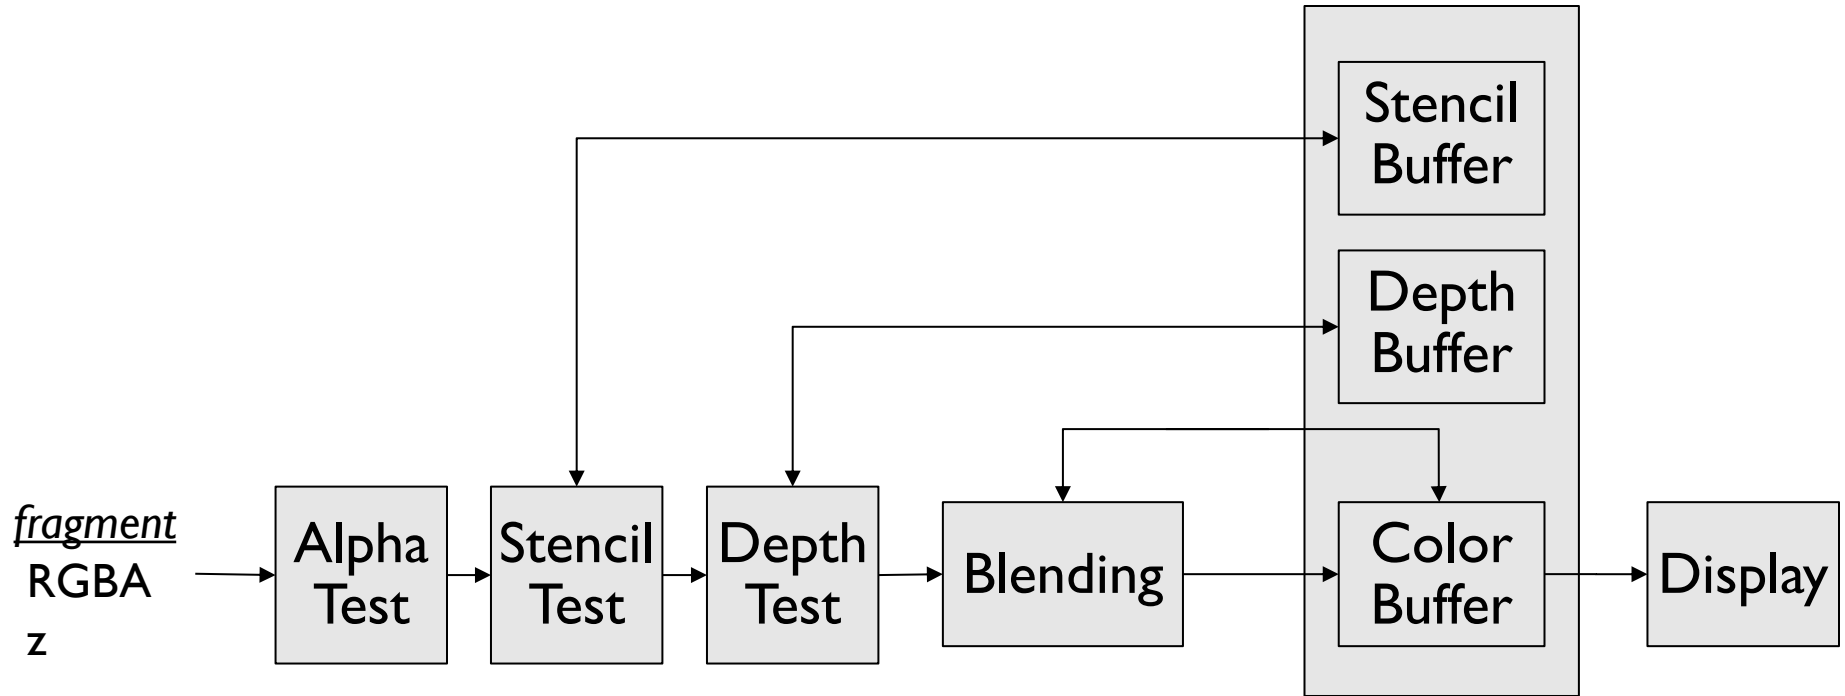 Stencil
Buffer
Depth
Buffer
fragment
RGBA
z
Alpha
Test
Stencil
Test
Depth
Test
Blending
Color
Buffer
Display